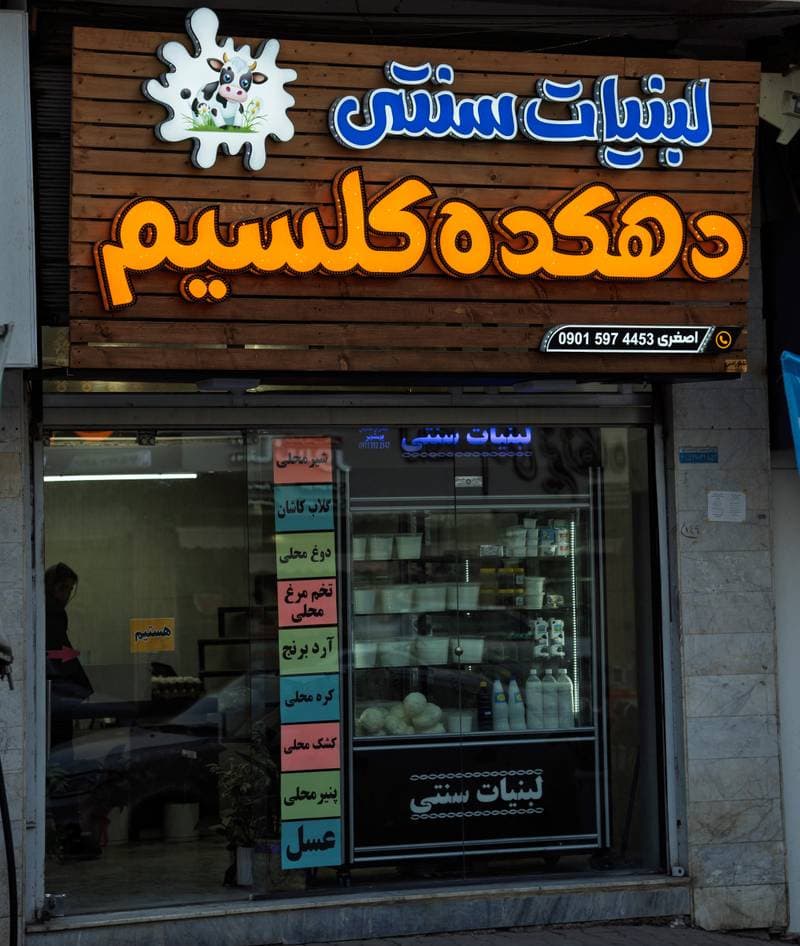 لبنیات سنتی
دهکده کلسیم
اصغری 0901 597 4453
لبنیات سنتی
شیر محلی
گلاب کاشان
دوغ محلی
تخم مرغ
محلی
آرد برنج
کره محلی
کشک محلی
پنیر محلی
عسل
هستیم
لبنیات سنتی